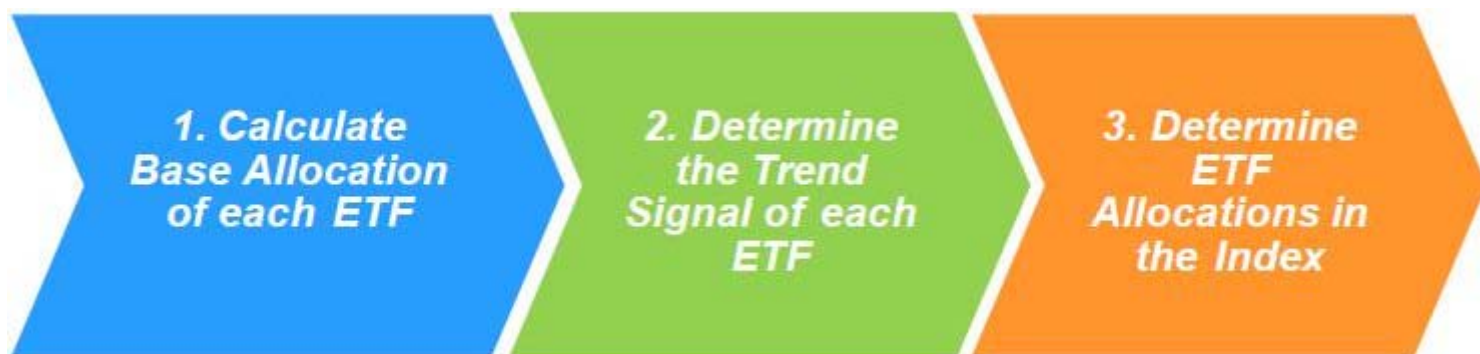 1. Calculate
Base Allocation
of each ETF
2. Determine
the Trend
Signal of each
ETF
3. Determine
ETF
Allocations in
the Index